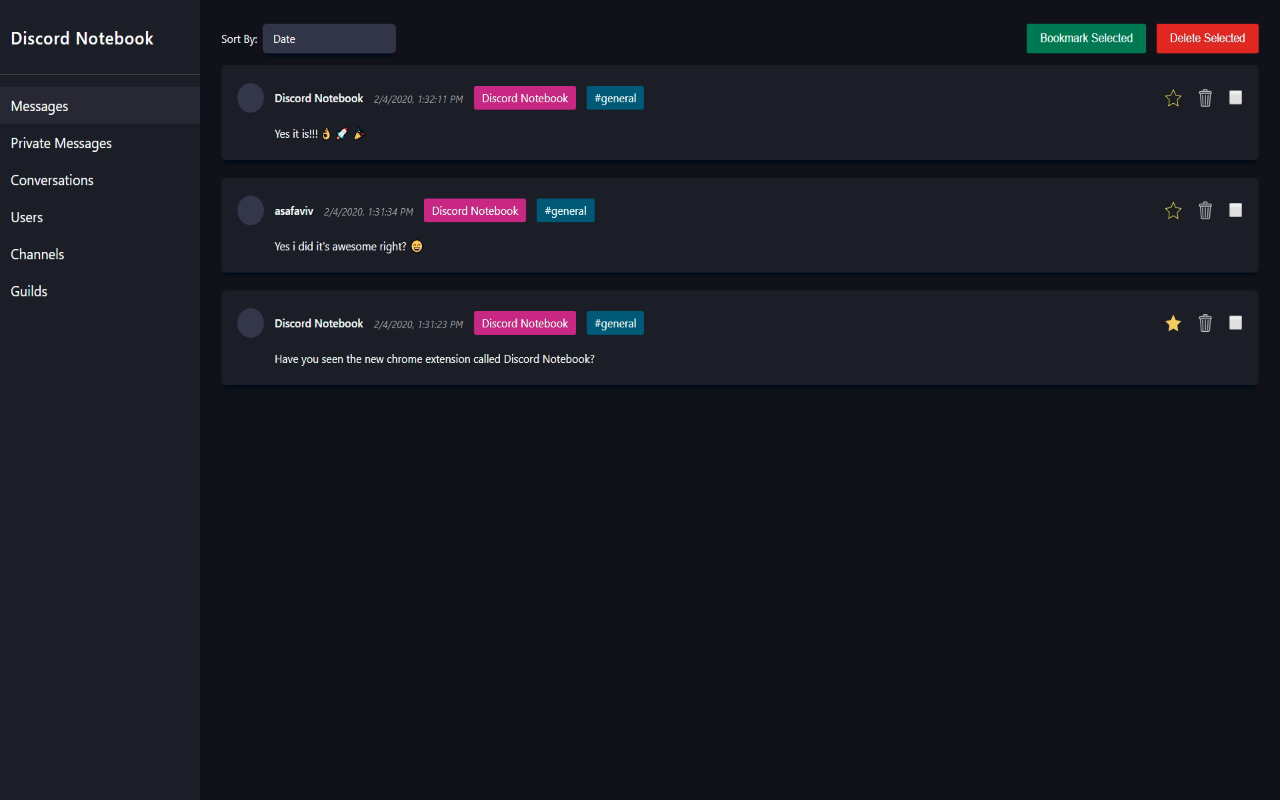 Discord Notebook
Messages
Private Messages
Conversations
Users
Channels
Guilds
Sort By: Date
Bookmark Selected Delete Selected
Discord Notebook 2/4/2020, 1:32:11 PM Discord Notebook #general
Yes it is!!! 👌 🚀 🎉
asafaviv 2/4/2020, 1:31:34 PM Discord Notebook #general
Yes i did it's awesome right? 😄
Discord Notebook 2/4/2020, 1:31:23 PM Discord Notebook #general
Have you seen the new chrome extension called Discord Notebook?